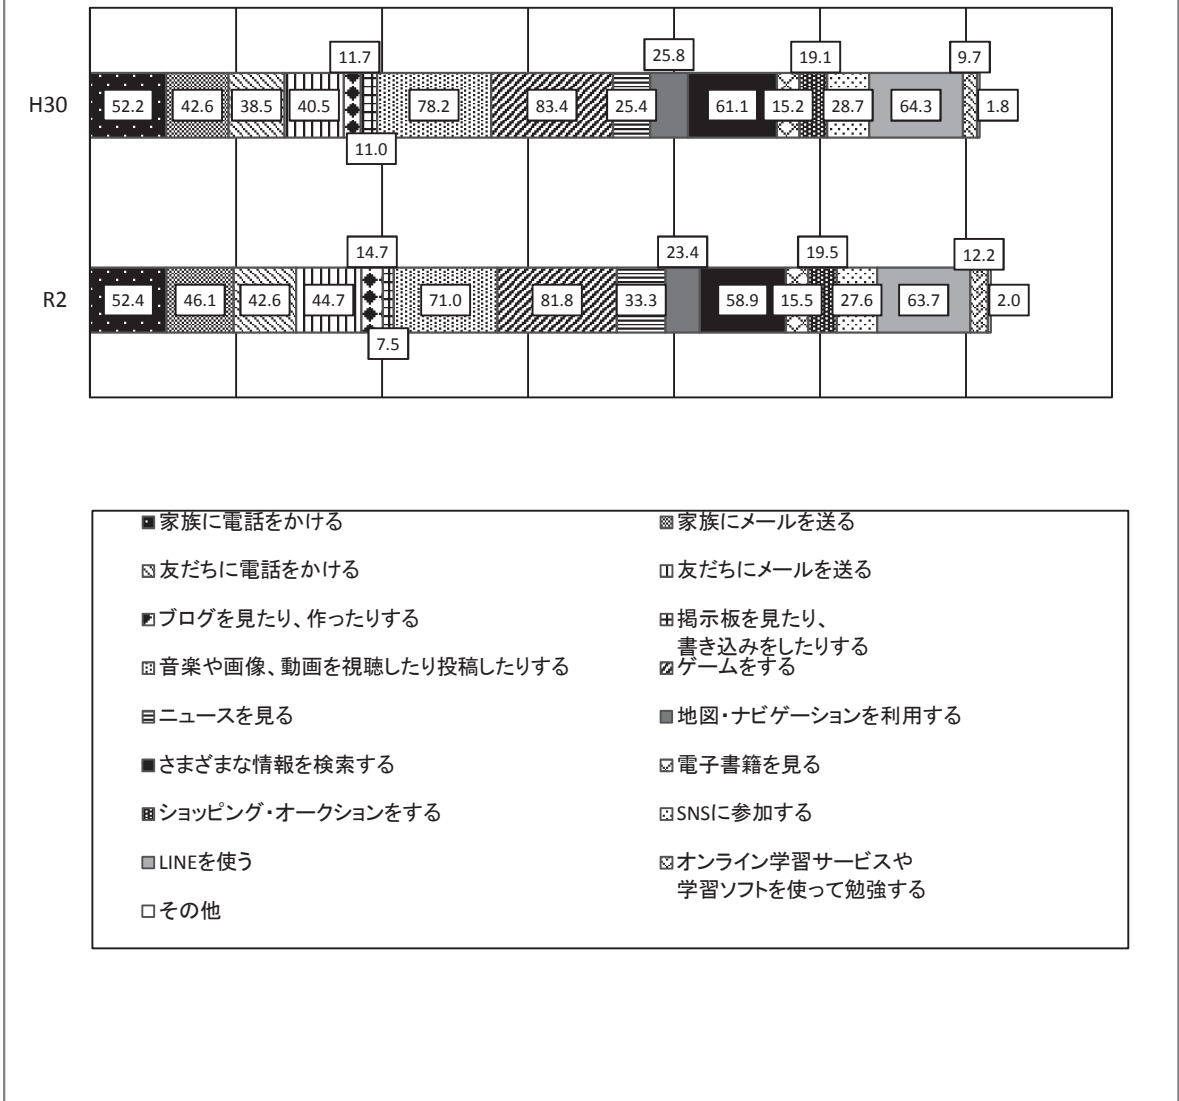 11.7
25.8
19.1
9.7
H30
52.2
42.6
38.5
40.5
78.2
83.4
25.4
61.1
15.2
28.7
64.3
1.8
11.0
14.7
23.4
19.5
12.2
R2
52.4
46.1
42.6
44.7
71.0
81.8
33.3
58.9
15.5
27.6
63.7
2.0
7.5
家族に電話をかける
家族にメールを送る
友だちに電話をかける
友だちにメールを送る
ブログを見たり、作ったりする
掲示板を見たり、
書き込みをしたりする
音楽や画像、動画を視聴したり投稿したりする
ゲームをする
ニュースを見る
地図・ナビゲーションを利用する
さまざまな情報を検索する
電子書籍を見る
ショッピング・オークションをする
SNSに参加する
LINEを使う
オンライン学習サービスや
学習ソフトを使って勉強する
その他